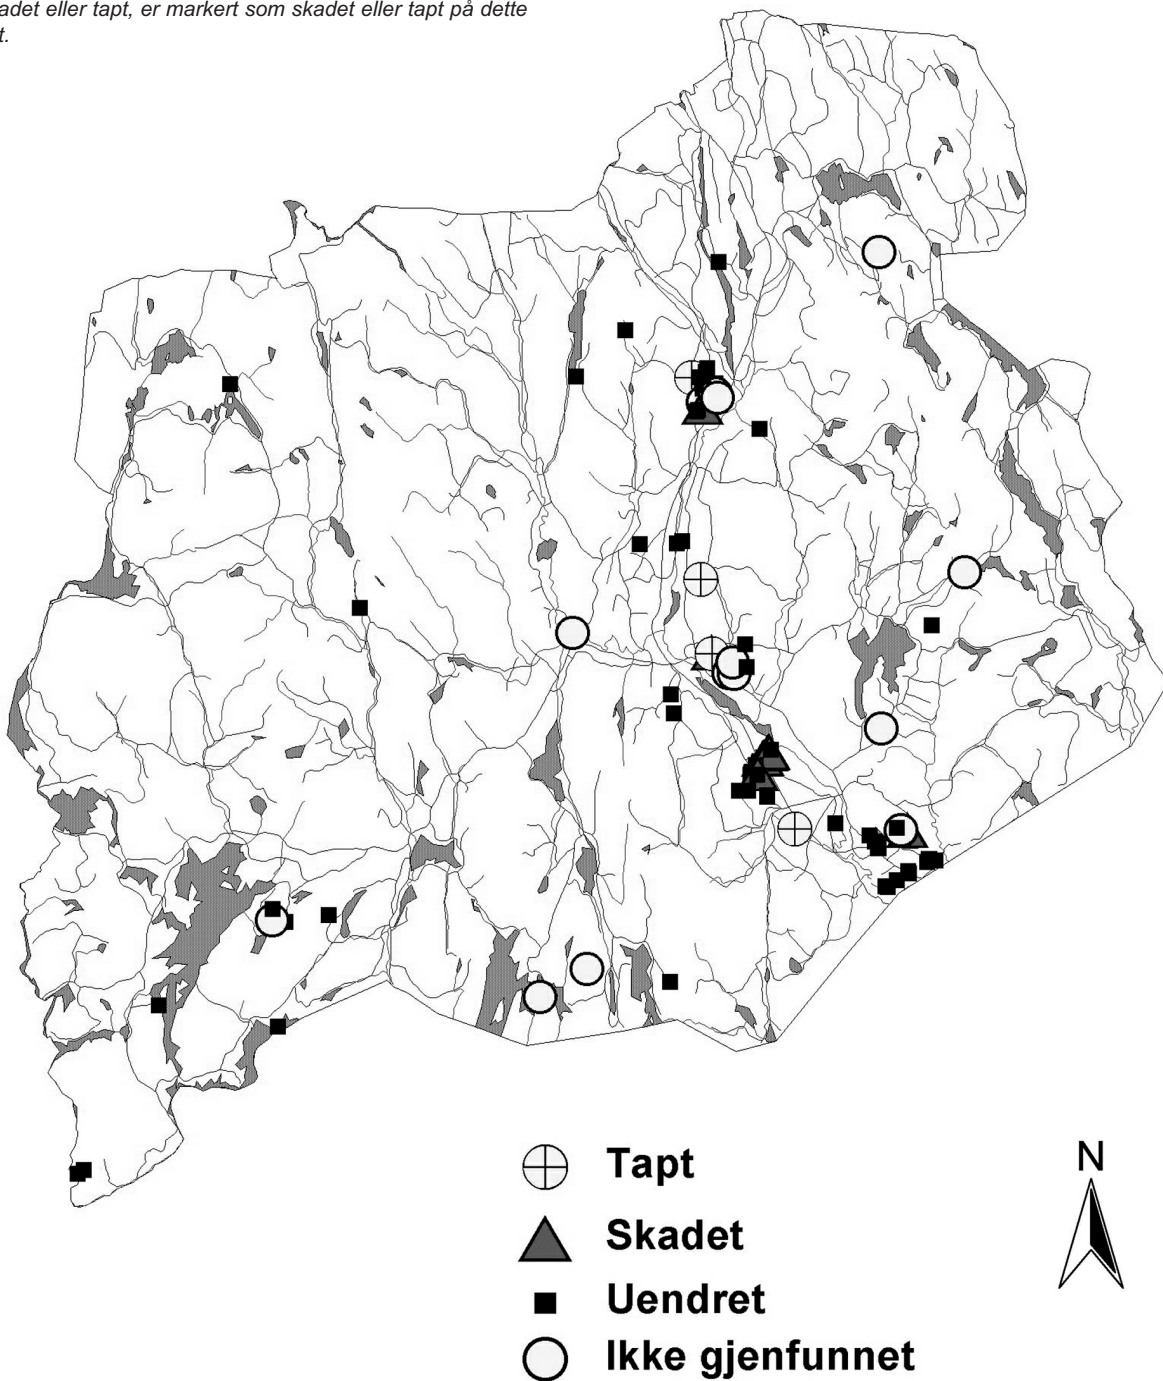 adet eller tapt, er markert som skadet eller tapt på dette
t.
N
Tapt
Skadet
Uendret
Ikke gjenfunnet